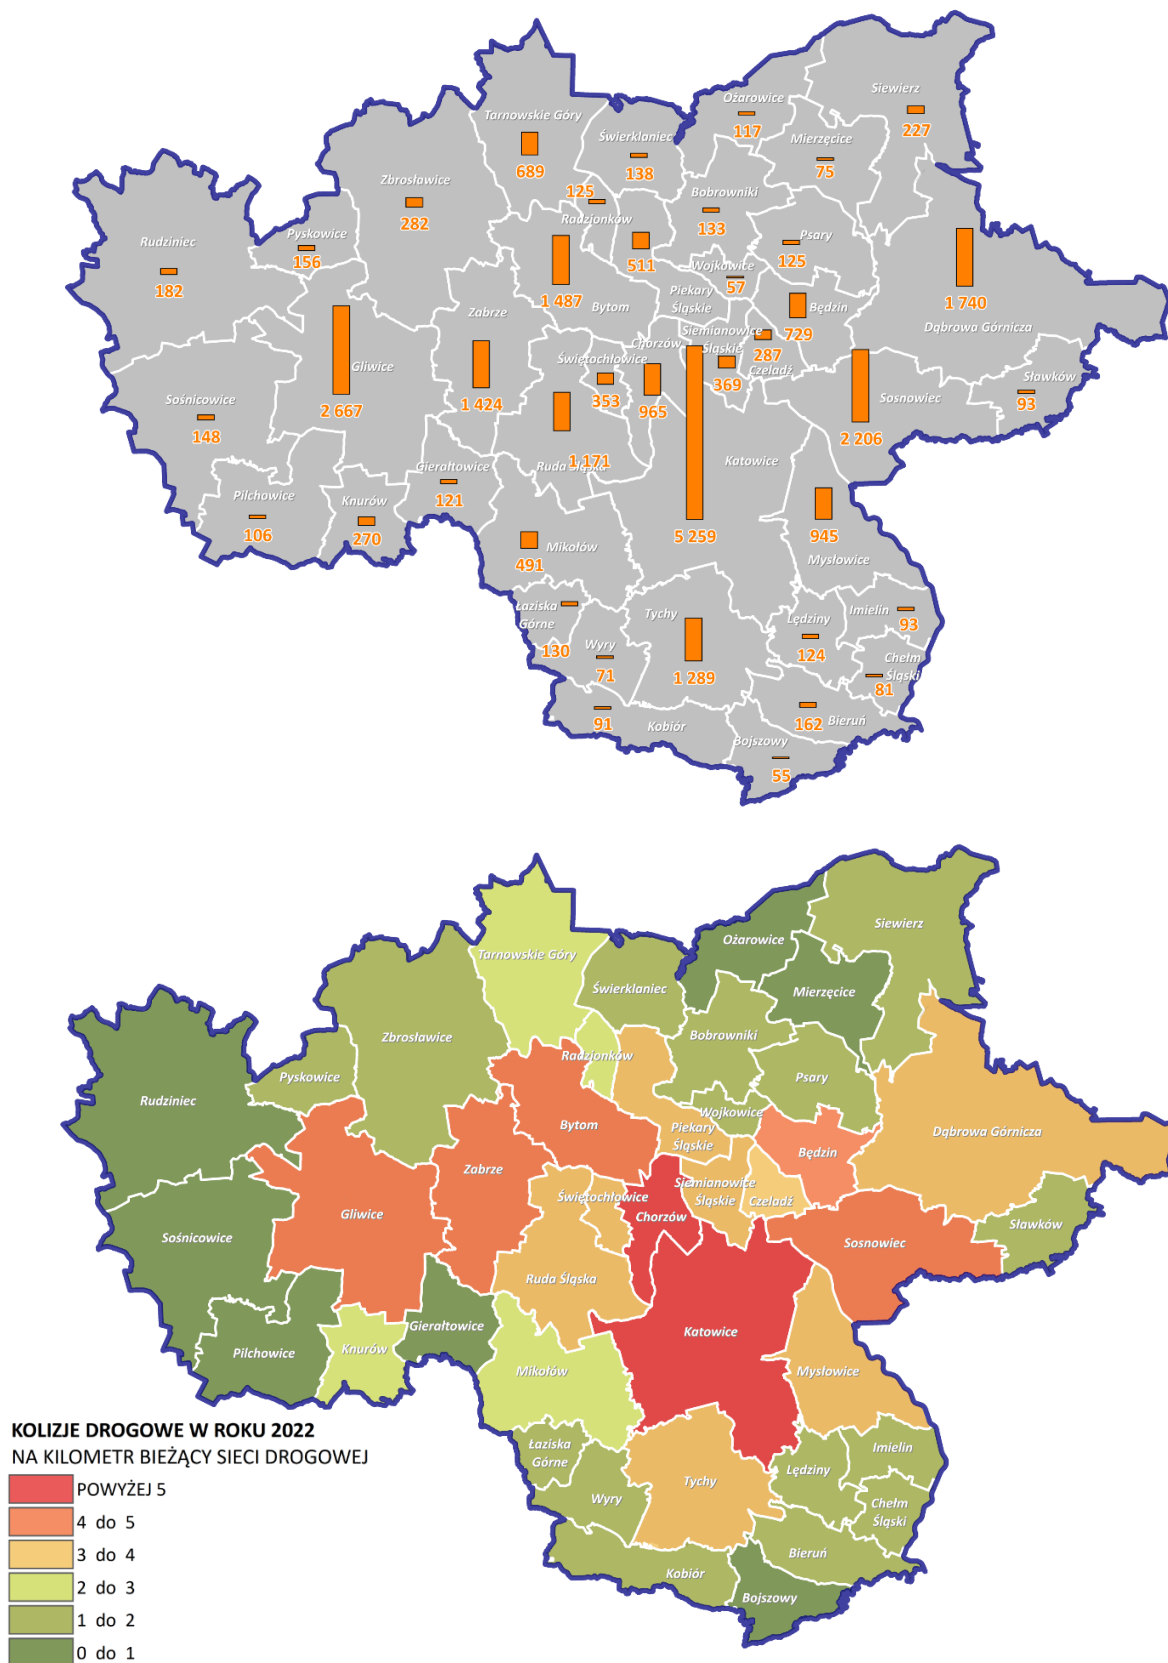 Siewierz
227
Ożarowice
117
Tarnowskie Góry
689
Świerklaniec
138
Mierzęcice
75
Zbrosławice
282
125
Radzjonków
Bobrowniki
133
Rudziniec
182
Pyskowice
156
511
Psary
125
Wojkowice
57
1 487
Bytom
Piekary
Śląskie
Będzin
729
1 740
Dąbrowa Górnicza
Zabrze
1 424
Gliwice
2 667
Chorzów
965
Siemianowice
Śląskie
369
287
Czeladź
Świętochłowice
353
Sosnowiec
2 206
Sławków
93
Sośnicowice
148
Ruda Śląska
1 171
Katowice
5 259
Gierałtowice
121
Pilchowice
106
Knurów
270
Mikołów
491
945
Mysłowice
Łaziska
Górne
130
Wyry
71
Tychy
1 289
Lędziny
124
Imielin
93
Chełm
Śląski
81
91
Kobiór
162
Bieruń
Bojszowy
55
Siewierz
Ożarowice
Tarnowskie Góry
Świerklaniec
Mierzęcice
Zbrosławice
Bobrowniki
Radzjonków
Pyskowice
Psary
Rudziniec
Wojkowice
Bytom
Piekary
Śląskie
Dąbrowa Górnicza
Będzin
Zabrze
Siemianowice
Śląskie
Świętochłowice
Czeladź
Gliwice
Chorzów
Sławków
Sośnicowice
Sosnowiec
Ruda Śląska
Gierałtowice
Katowice
Pilchowice
Knurów
Mikołów
Mysłowice
KOLIZJE DROGOWE W ROKU 2022
NA KILOMETR BIEŻĄCY SIECI DROGOWEJ
POWYŻEJ 5
4 do 5
3 do 4
2 do 3
1 do 2
0 do 1
Łaziska
Górne
Imielin
Lędziny
Tychy
Wyry
Chełm
Śląski
Bieruń
Kobiór
Bojszowy